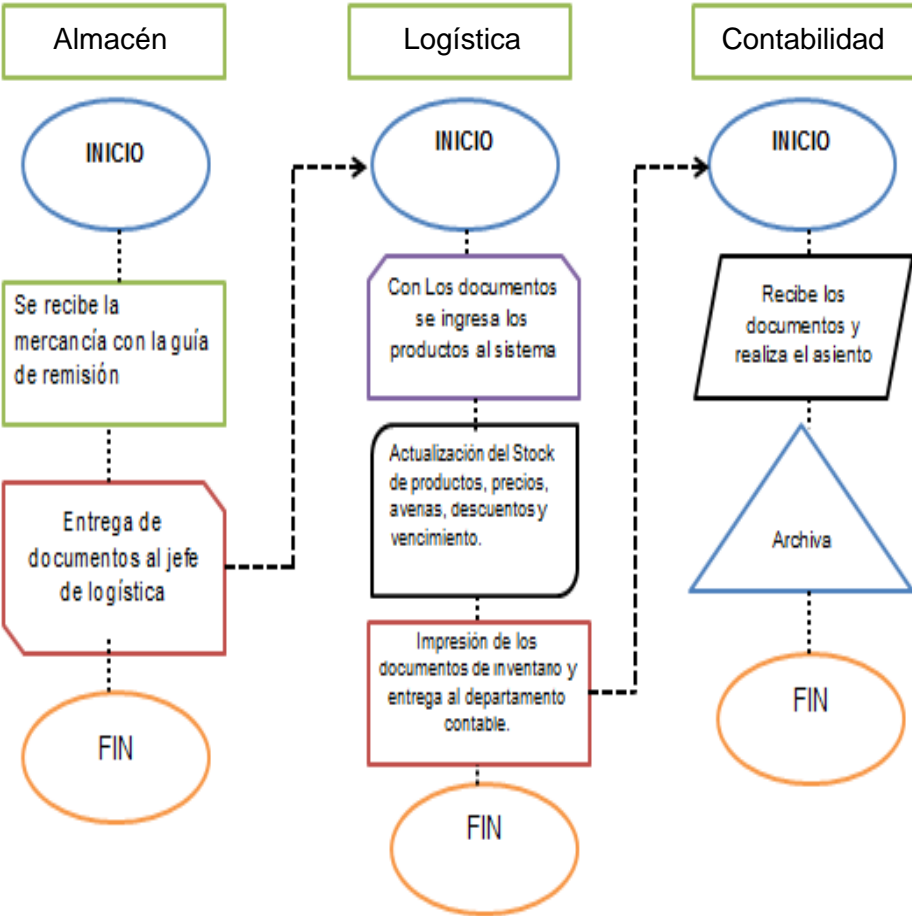 Almacén
Logística
Contabilidad
INICIO
Se recibe la
mercancía con la guía
de remisión
Entrega de
documentos al jefe
de logística
FIN
INICIO
Con Los documentos
se ingresa los
productos al sistema
Actualización del Stock
de productos, precios,
avenas, descuentos y
vencimiento.
Impresión de los
documentos de inventario y
entrega al departamento
contable.
FIN
INICIO
Recibe los
documentos y
realiza el asiento
Archiva
FIN